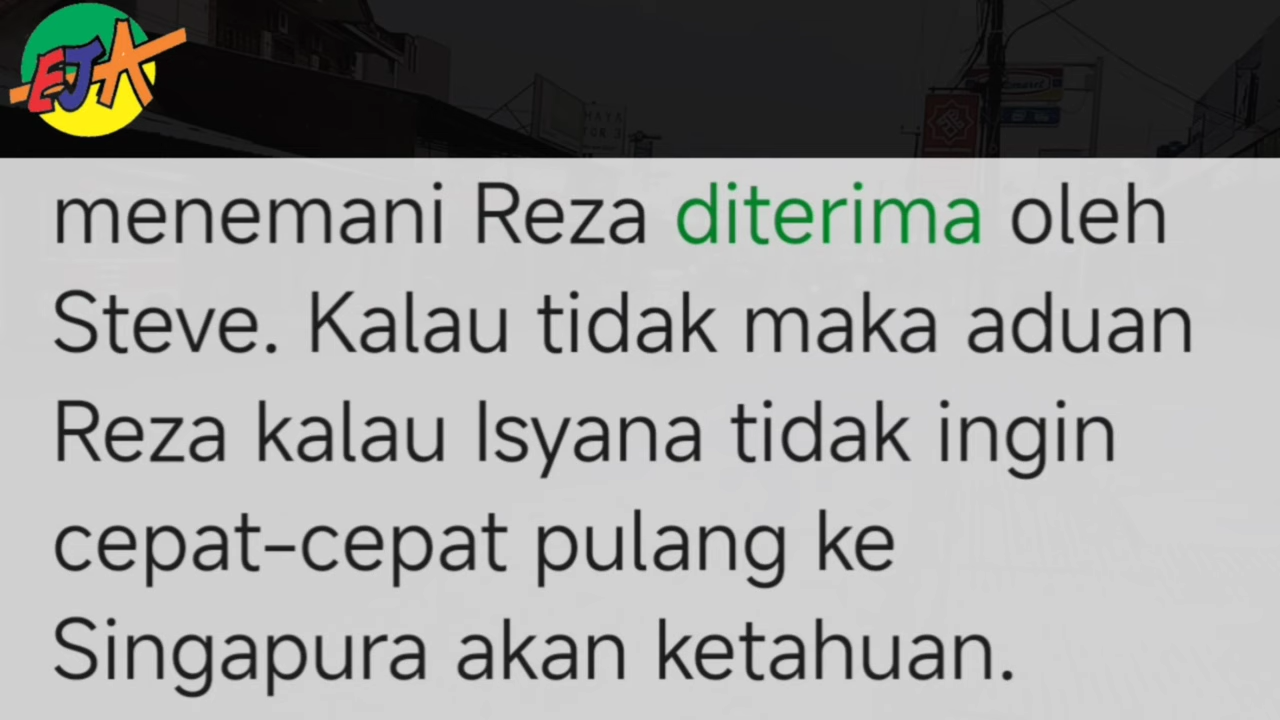 EJA
menemani Reza diterima oleh
Steve. Kalau tidak maka aduan
Reza kalau Isyana tidak ingin
cepat-cepat pulang ke
Singapura akan ketahuan.